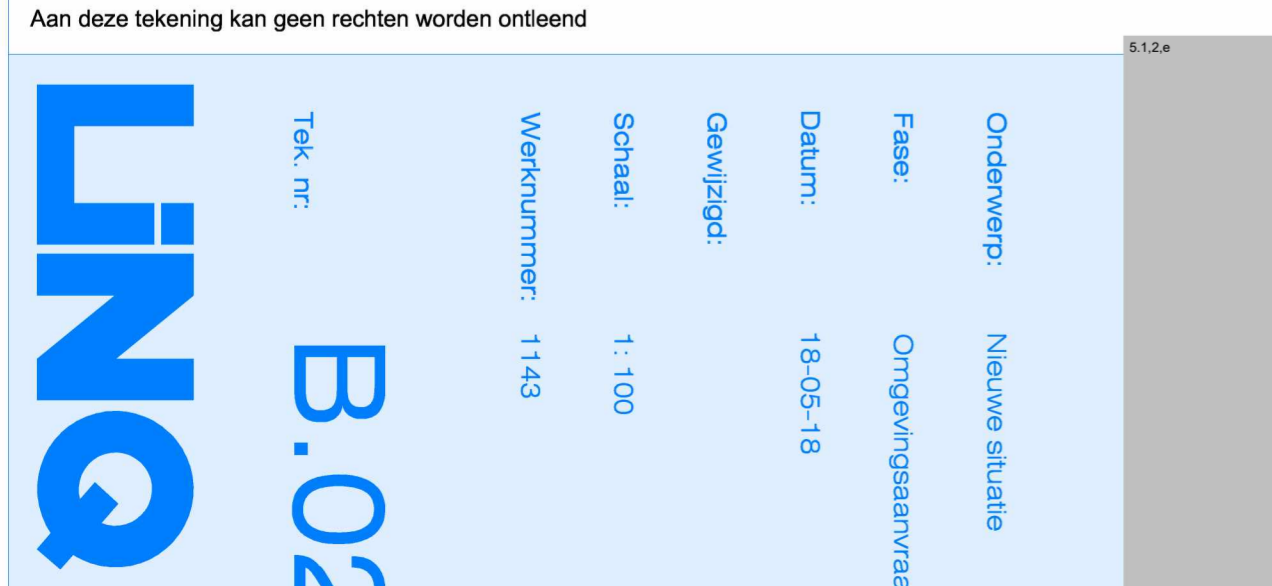 Aan deze tekening kan geen rechten worden ontleend
5.1,2,e
Onderwerp: Nieuwe situatie
Fase: Omgevingsaanvraa
Datum: 18-05-18
Gewijzigd:
Schaal: 1: 100
Werknummer: 1143
Tek. nr: B.02
LiNQ